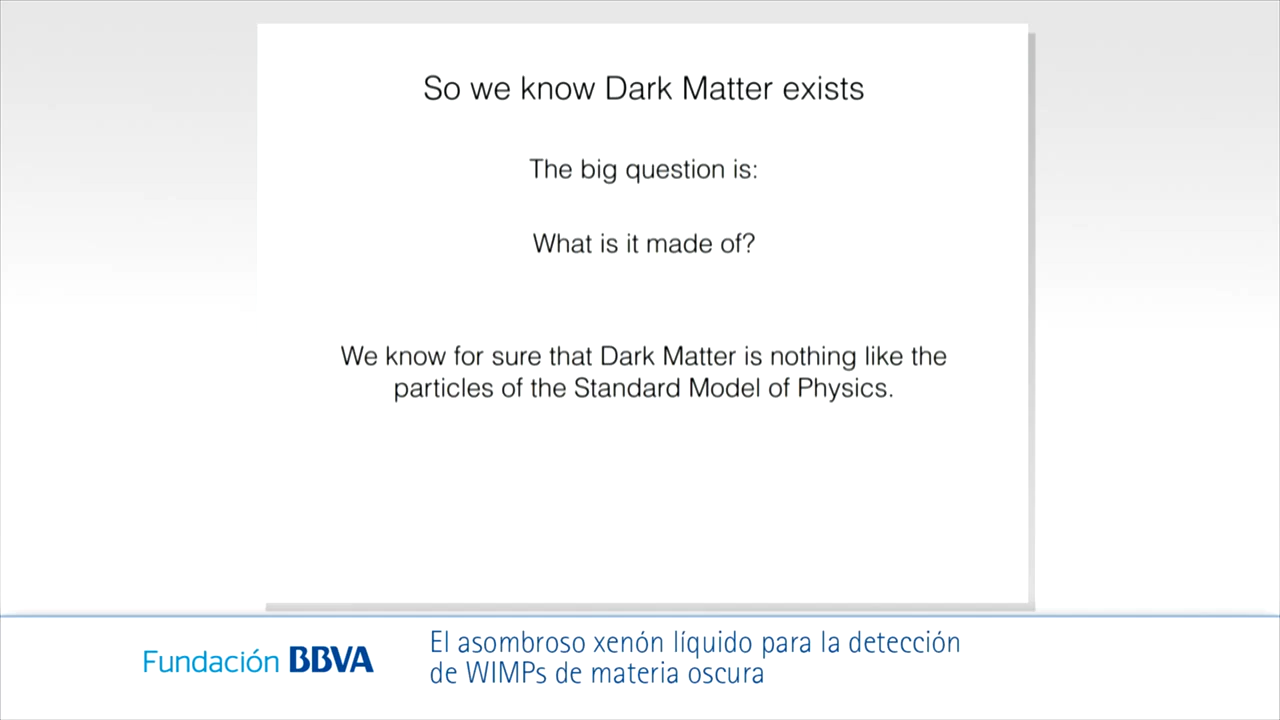 So we know Dark Matter exists
The big question is:
What is it made of?
We know for sure that Dark Matter is nothing like the
particles of the Standard Model of Physics.
Fundación BBVA
El asombroso xenón líquido para la detección
de WIMPs de materia oscura